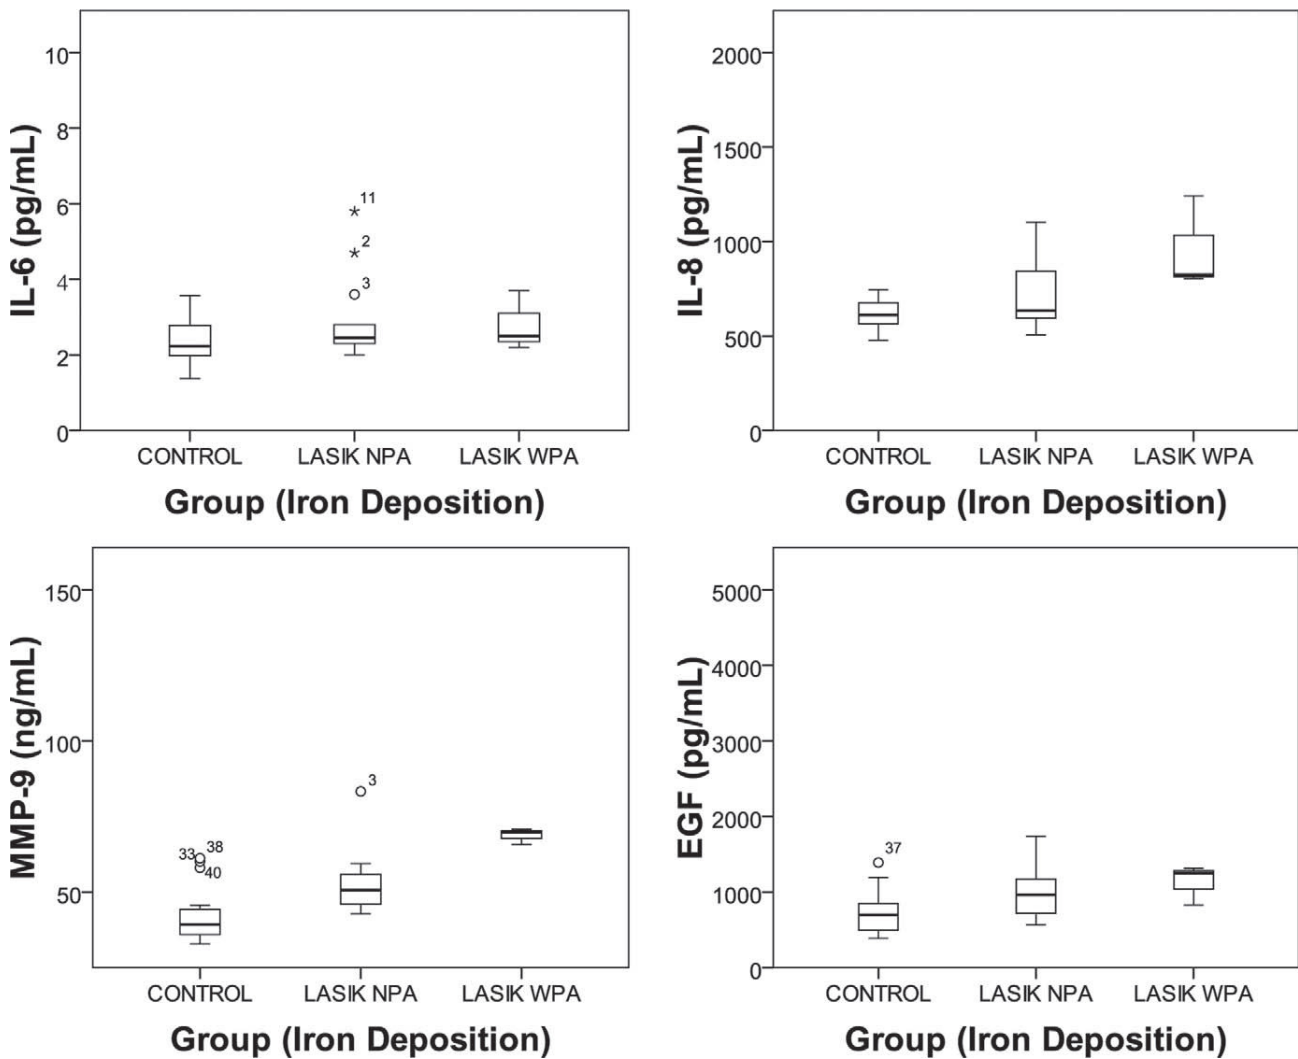 IL-6 (pg/mL)
10
8
6
4
2
0
11
2
3
CONTROL LASIK NPA LASIK WPA
Group (Iron Deposition)
IL-8 (pg/mL)
2000
1500
1000
500
0
CONTROL LASIK NPA LASIK WPA
Group (Iron Deposition)
MMP-9 (ng/mL)
150
100
50
33 38
40
3
CONTROL LASIK NPA LASIK WPA
Group (Iron Deposition)
EGF (pg/mL)
5000
4000
3000
2000
1000
0
37
CONTROL LASIK NPA LASIK WPA
Group (Iron Deposition)